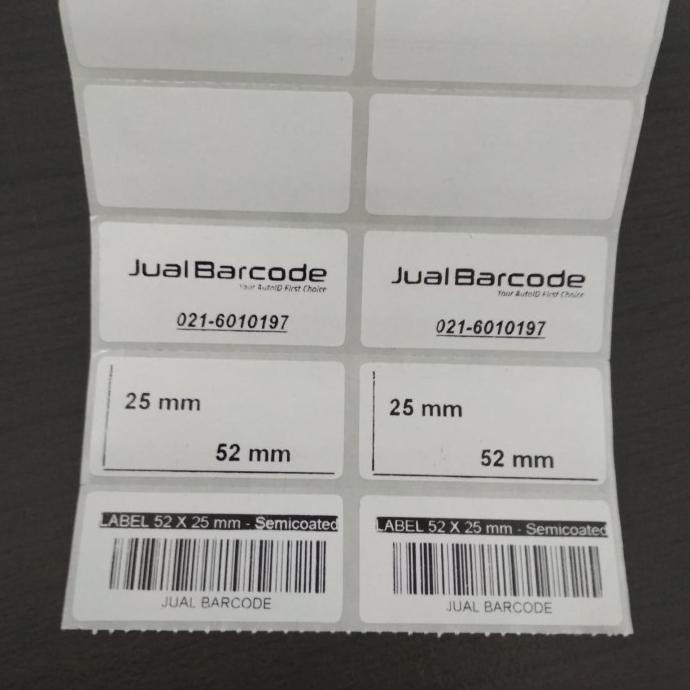 Jual Barcode
Your AutoID First Choice
021-6010197
Jual Barcode
Your AutoID First Choice
021-6010197
25 mm
52 mm
25 mm
52 mm
LABEL 52 X 25 mm - Semicoated
JUAL BARCODE
LABEL 52 X 25 mm - Semicoated
JUAL BARCODE